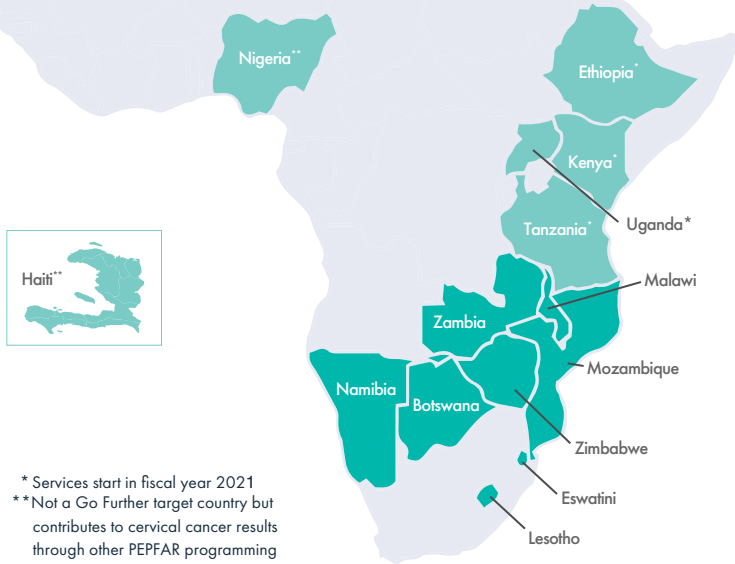 Nigeria**
Ethiopia*
Kenya*
Uganda*
Tanzania*
Haiti**
Malawi
Zambia
Mozambique
Namibia
Botswana
Zimbabwe
Eswatini
Lesotho
* Services start in fiscal year 2021
**Not a Go Further target country but
contributes to cervical cancer results
through other PEPFAR programming